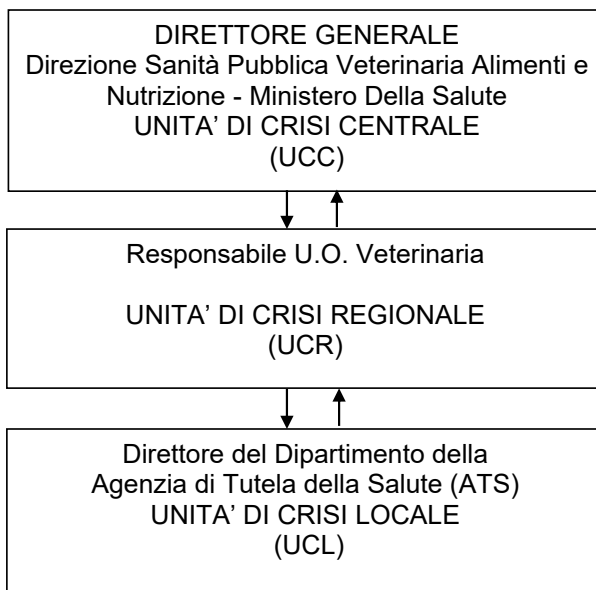 DIRETTORE GENERALE
Direzione Sanità Pubblica Veterinaria Alimenti e
Nutrizione - Ministero Della Salute
UNITA’ DI CRISI CENTRALE
(UCC)
Responsabile U.O. Veterinaria
UNITA’ DI CRISI REGIONALE
(UCR)
Direttore del Dipartimento della
Agenzia di Tutela della Salute (ATS)
UNITA’ DI CRISI LOCALE
(UCL)